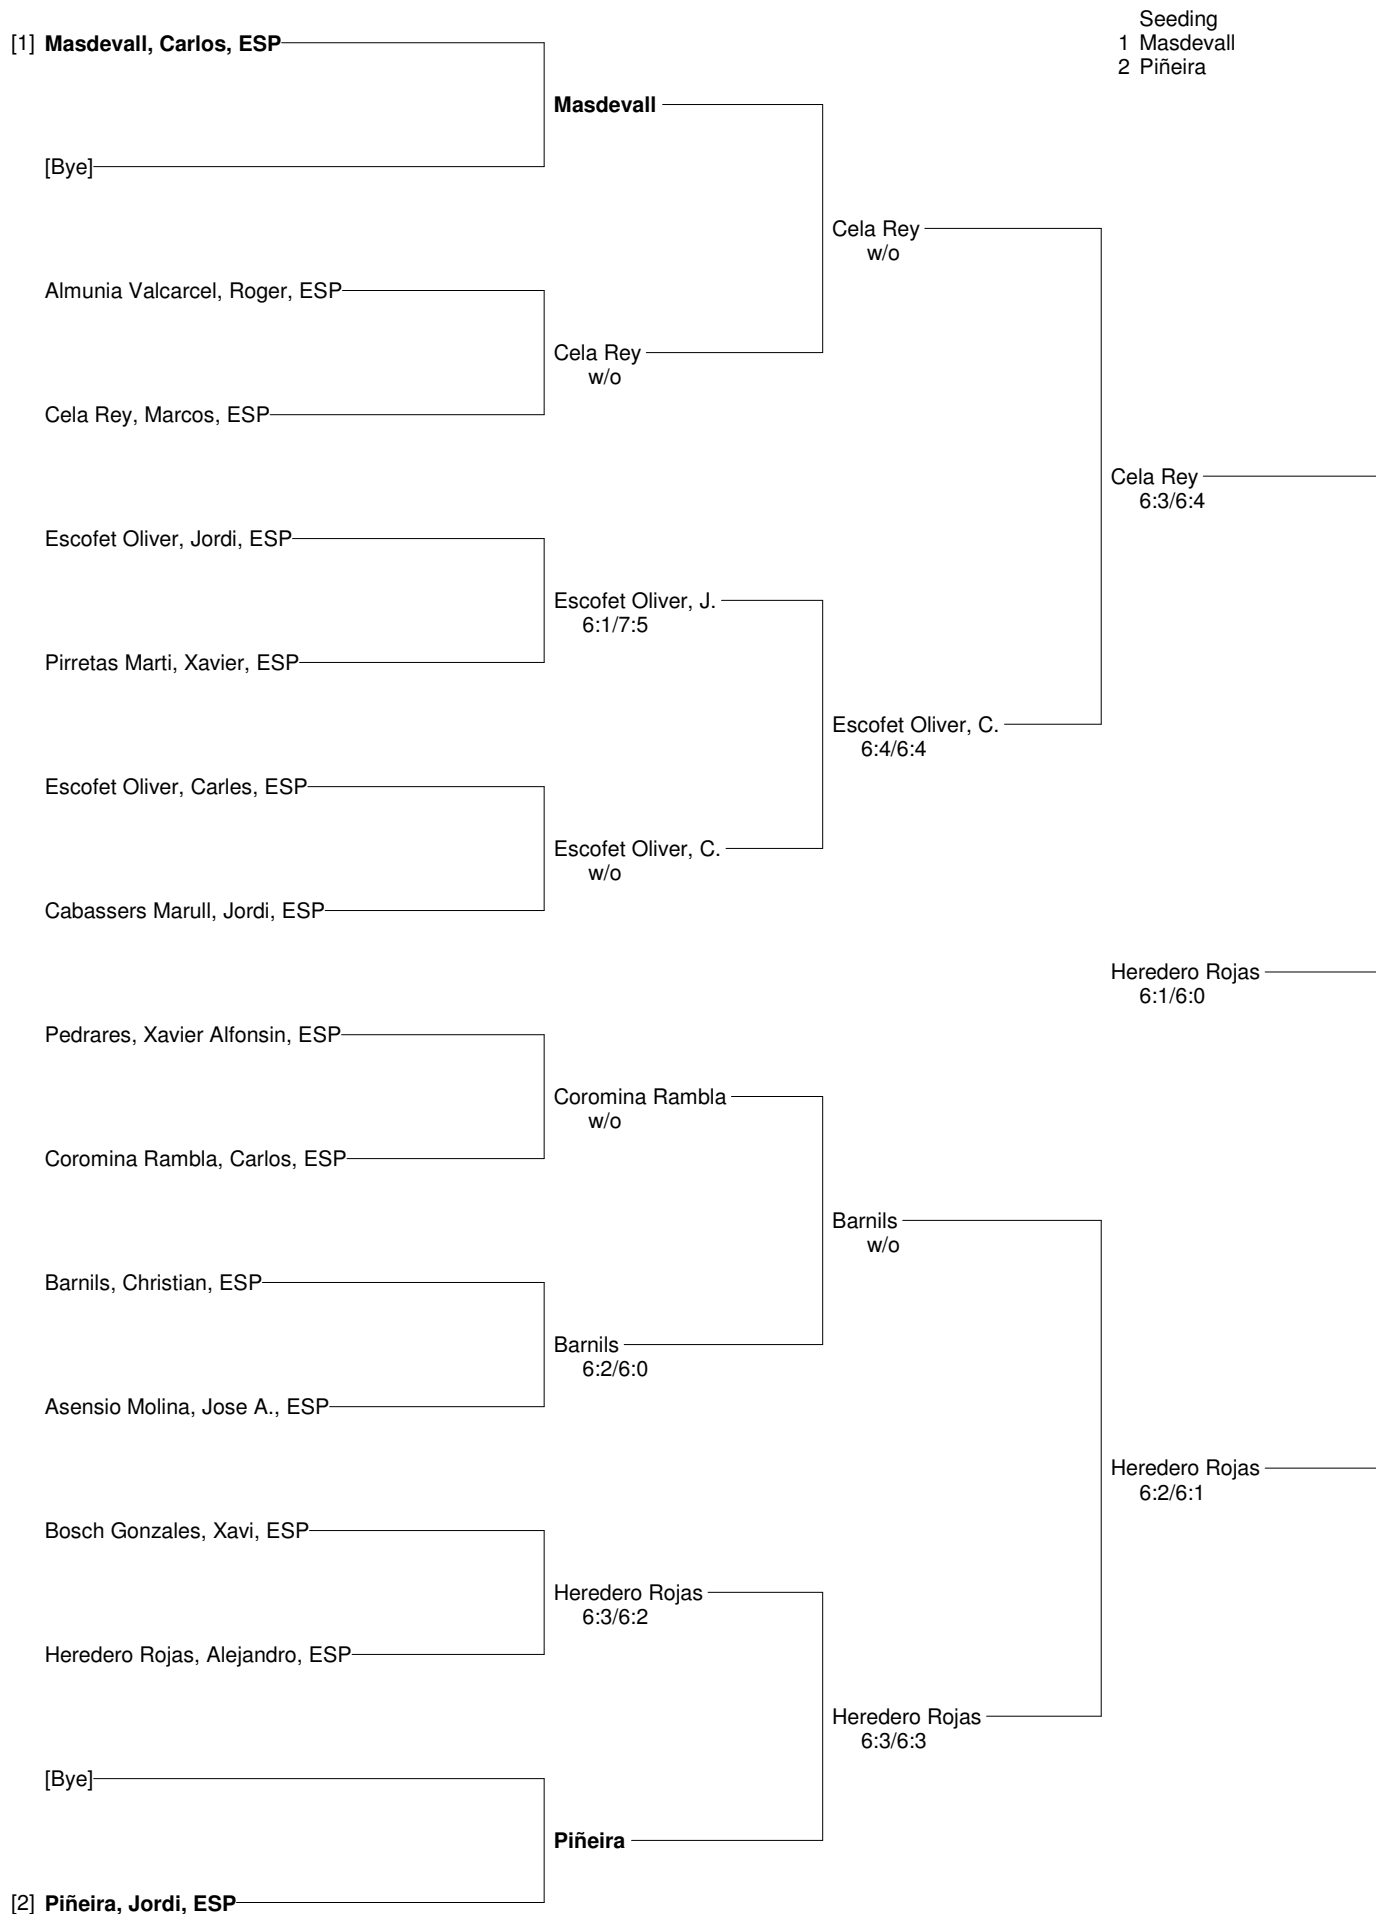 Seeding
1 Masdevall
2 Piñeira
[1] Masdevall, Carlos, ESP
Masdevall
[Bye]
Cela Rey
w/o
Almunia Valcarcel, Roger, ESP
Cela Rey
w/o
Cela Rey, Marcos, ESP
Cela Rey
6:3/6:4
Escofet Oliver, Jordi, ESP
Escofet Oliver, J.
6:1/7:5
Pirretas Marti, Xavier, ESP
Escofet Oliver, C.
6:4/6:4
Escofet Oliver, Carles, ESP
Escofet Oliver, C.
w/o
Cabassers Marull, Jordi, ESP
Heredero Rojas
6:1/6:0
Pedrares, Xavier Alfonsin, ESP
Coromina Rambla
w/o
Coromina Rambla, Carlos, ESP
Barnils
w/o
Barnils, Christian, ESP
Barnils
6:2/6:0
Asensio Molina, Jose A., ESP
Heredero Rojas
6:2/6:1
Bosch Gonzales, Xavi, ESP
Heredero Rojas
6:3/6:2
Heredero Rojas, Alejandro, ESP
Heredero Rojas
6:3/6:3
[Bye]
Piñeira
[2] Piñeira, Jordi, ESP